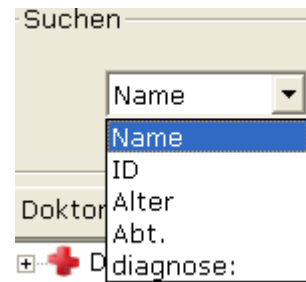 Suchen
Name
Name
ID
Alter
Doktor
Abt.
D
diagnose: